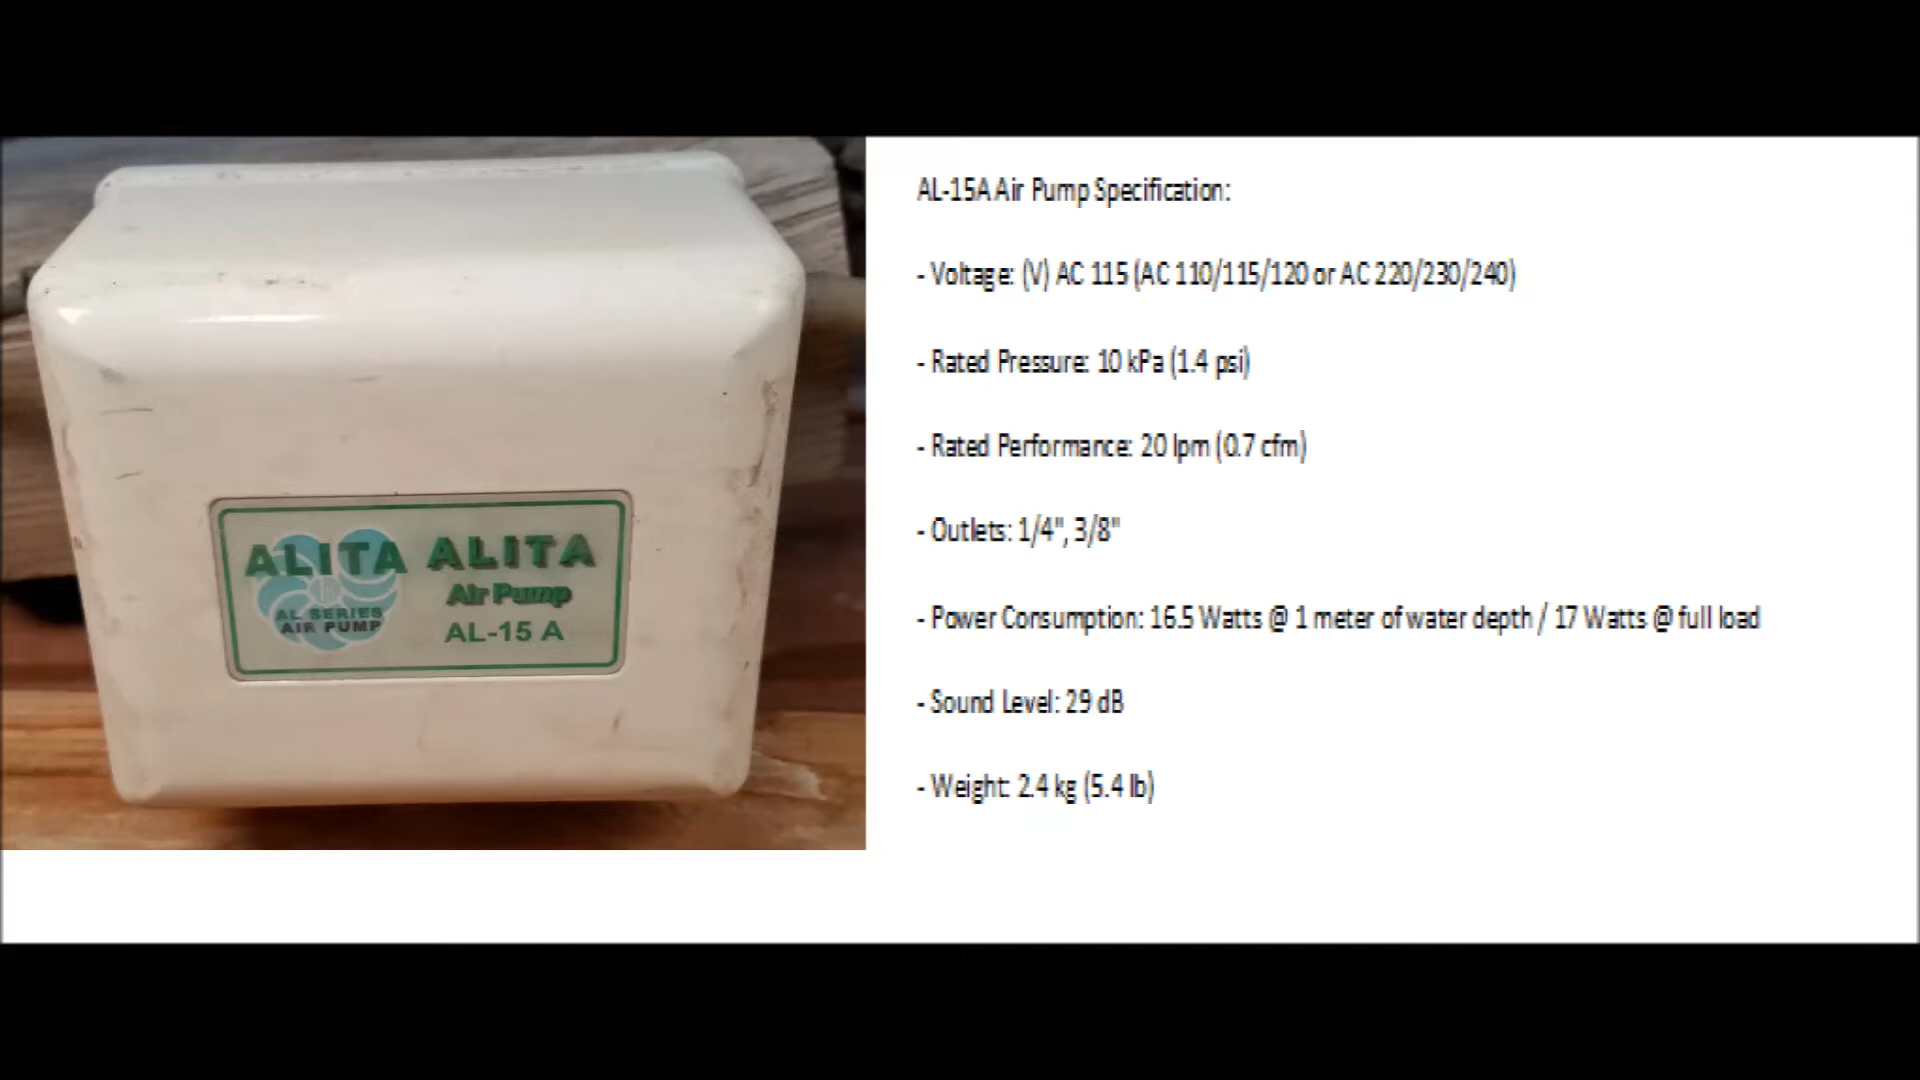 ALITA ALITA
Air Pump
AL SERIES
AIR PUMP
AL-15 A
AL-15A Air Pump Specification:
- Voltage: (V) AC 115 (AC 110/115/120 or AC 220/230/240)
- Rated Pressure: 10 kPa (1.4 psi)
- Rated Performance: 20 lpm (0.7 cfm)
- Outlets: 1/4", 3/8"
- Power Consumption: 16.5 Watts @ 1 meter of water depth / 17 Watts @ full load
- Sound Level: 29 dB
- Weight: 2.4 kg (5.4 lb)